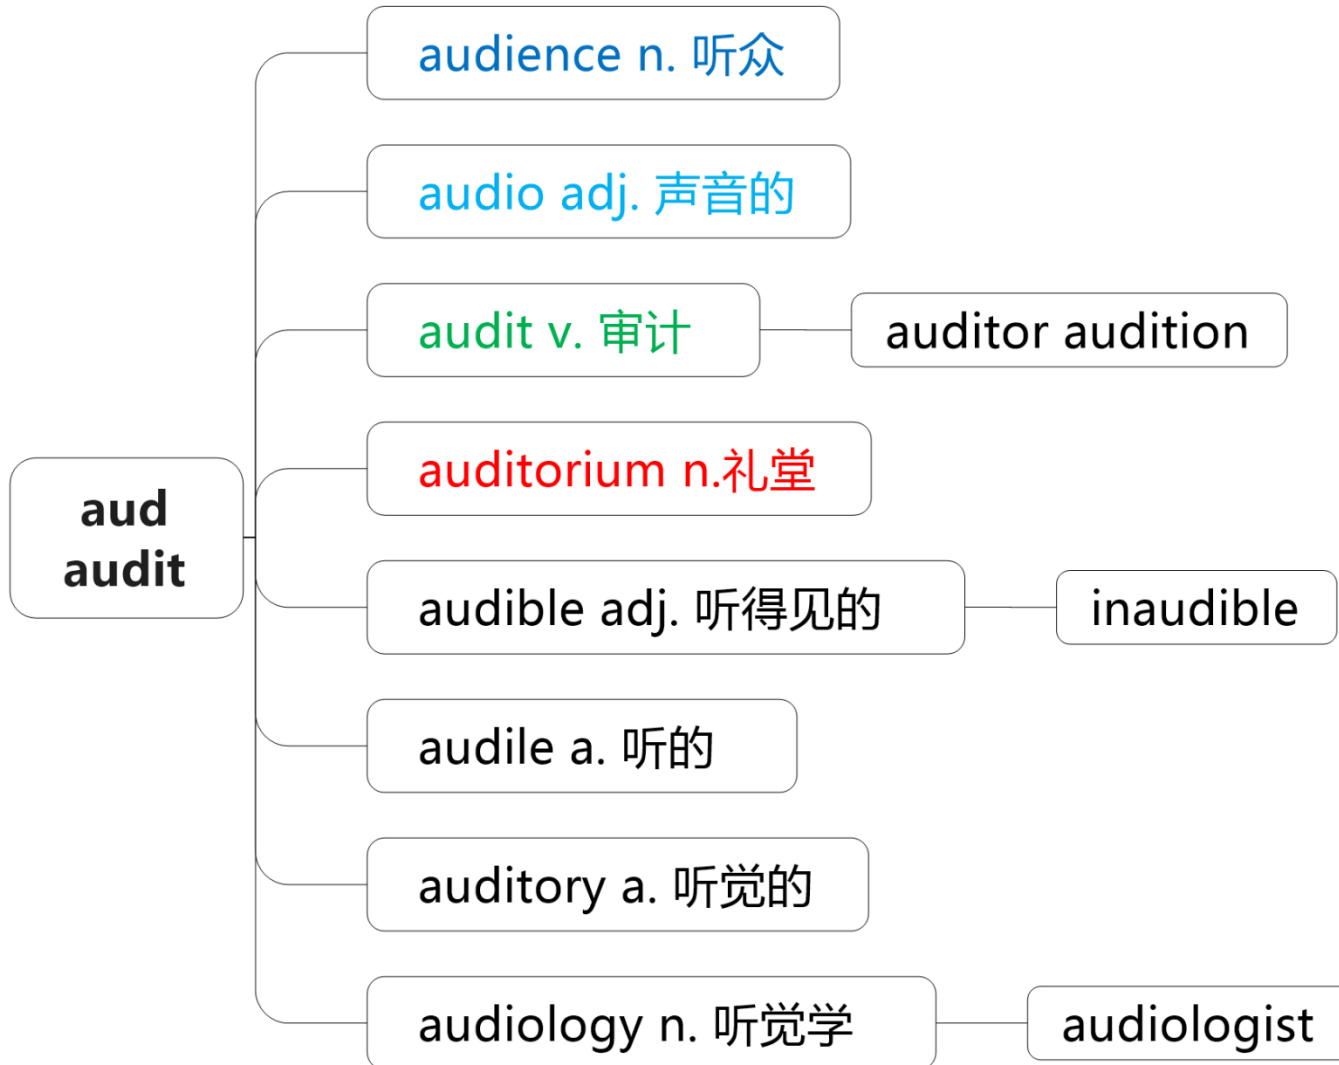 audience n. 听众
audio adj. 声音的
audit v. 审计
auditor audition
auditorium n.礼堂
aud
audit
audible adj. 听得见的
inaudible
audile a. 听的
auditory a. 听觉的
audiology n. 听觉学
audiologist